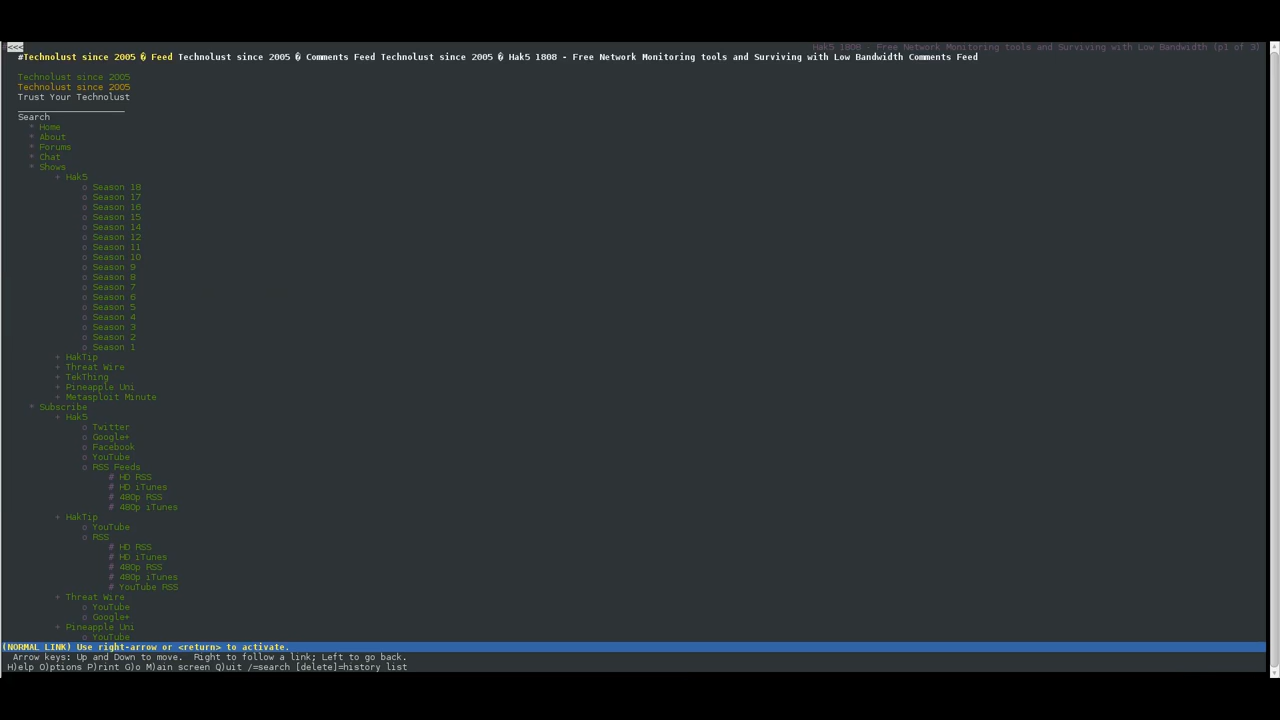 <<<
Hak5 1808 - Free Network Monitoring tools and Surviving with Low Bandwidth (p1 of 3)
#Technolust since 2005 � Feed Technolust since 2005 � Comments Feed Technolust since 2005 � Hak5 1808 - Free Network Monitoring tools and Surviving with Low Bandwidth Comments Feed
Technolust since 2005
Technolust since 2005
Trust Your Technolust
____________________
Search
* Home
* About
* Forums
* Chat
* Shows
+ Hak5
o Season 18
o Season 17
o Season 16
o Season 15
o Season 14
o Season 12
o Season 11
o Season 10
o Season 9
o Season 8
o Season 7
o Season 6
o Season 5
o Season 4
o Season 3
o Season 2
o Season 1
+ HakTip
+ Threat Wire
+ TekThing
+ Pineapple Uni
+ Metasploit Minute
* Subscribe
+ Hak5
o Twitter
o Google+
o Facebook
o YouTube
o RSS Feeds
# HD RSS
# HD iTunes
# 480p RSS
# 480p iTunes
+ HakTip
o YouTube
o RSS
# HD RSS
# HD iTunes
# 480p RSS
# 480p iTunes
# YouTube RSS
+ Threat Wire
o YouTube
o Google+
+ Pineapple Uni
o YouTube
(NORMAL LINK) Use right-arrow or <return> to activate.
Arrow keys: Up and Down to move.  Right to follow a link; Left to go back.
H)elp O)ptions P)rint G)o M)ain screen Q)uit /=search [delete]=history list